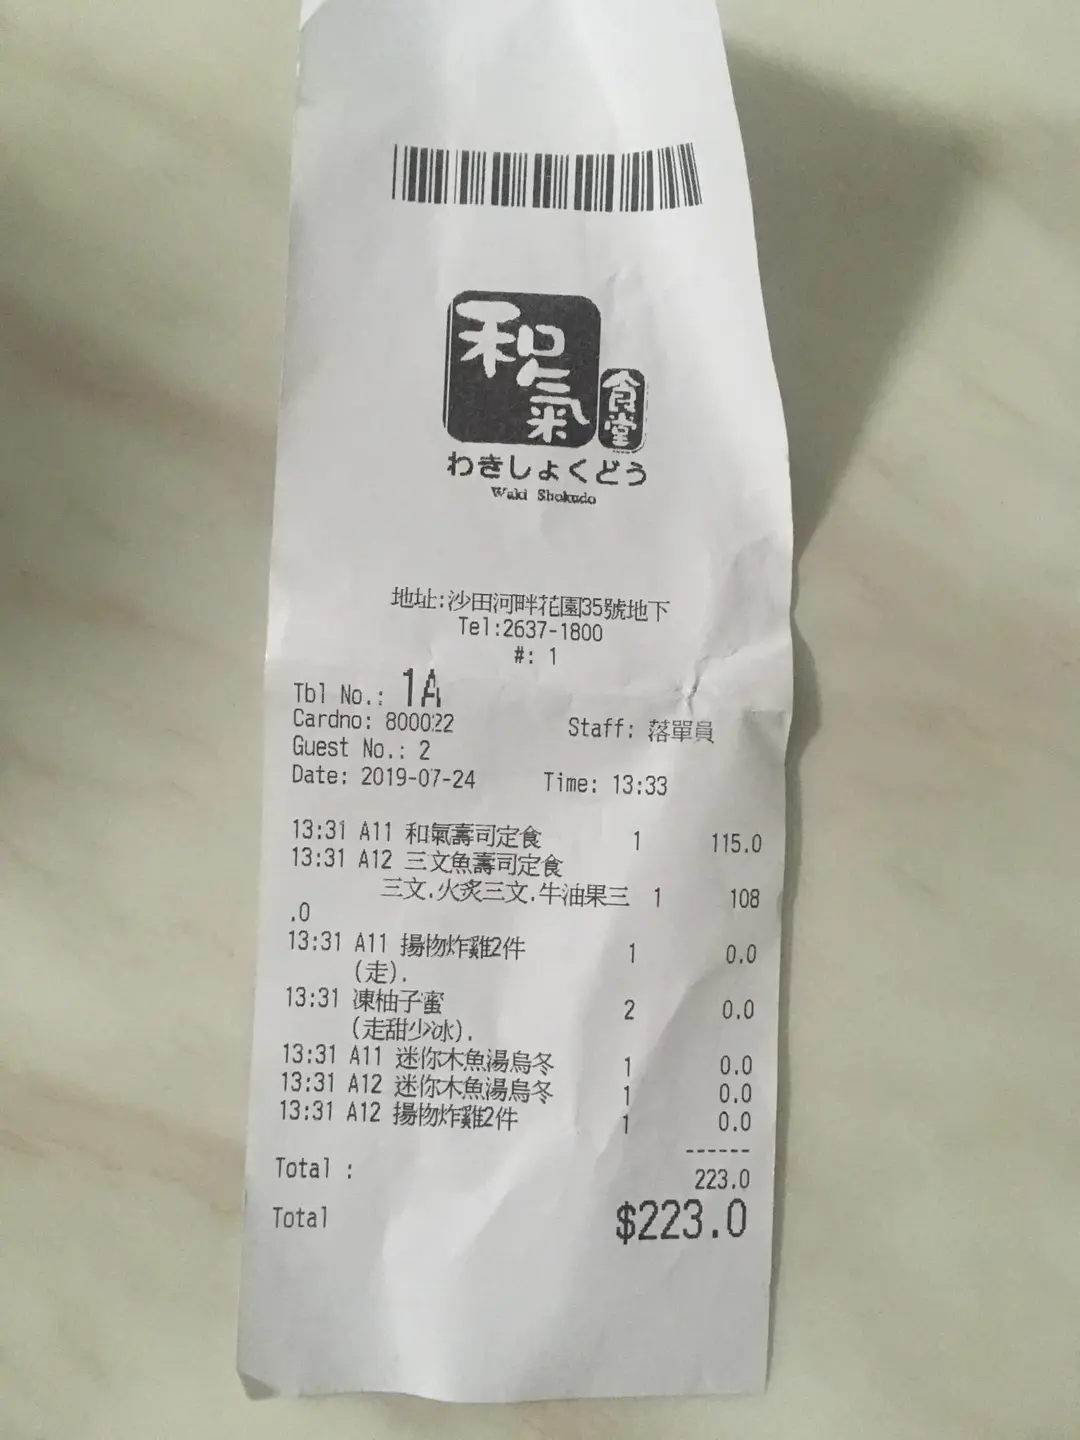 和氣
食堂
わきしょくどう
Waki Shokudo
地址:沙田河畔花園35號地下
Tel:2637-1800
#: 1
Tbl No.: 1A
Cardno: 800022 Staff: 落單員
Guest No.: 2
Date: 2019-07-24 Time: 13:33
13:31 A11 和氣壽司定食 1 115.0
13:31 A12 三文魚壽司定食
三文.火炙三文.牛油果三 1 108
.0
13:31 A11 揚物炸雞2件 1 0.0
(走).
13:31 凍柚子蜜 2 0.0
(走甜少冰).
13:31 A11 迷你木魚湯烏冬 1 0.0
13:31 A12 迷你木魚湯烏冬 1 0.0
13:31 A12 揚物炸雞2件 1 0.0
------
Total : 223.0
Total $223.0